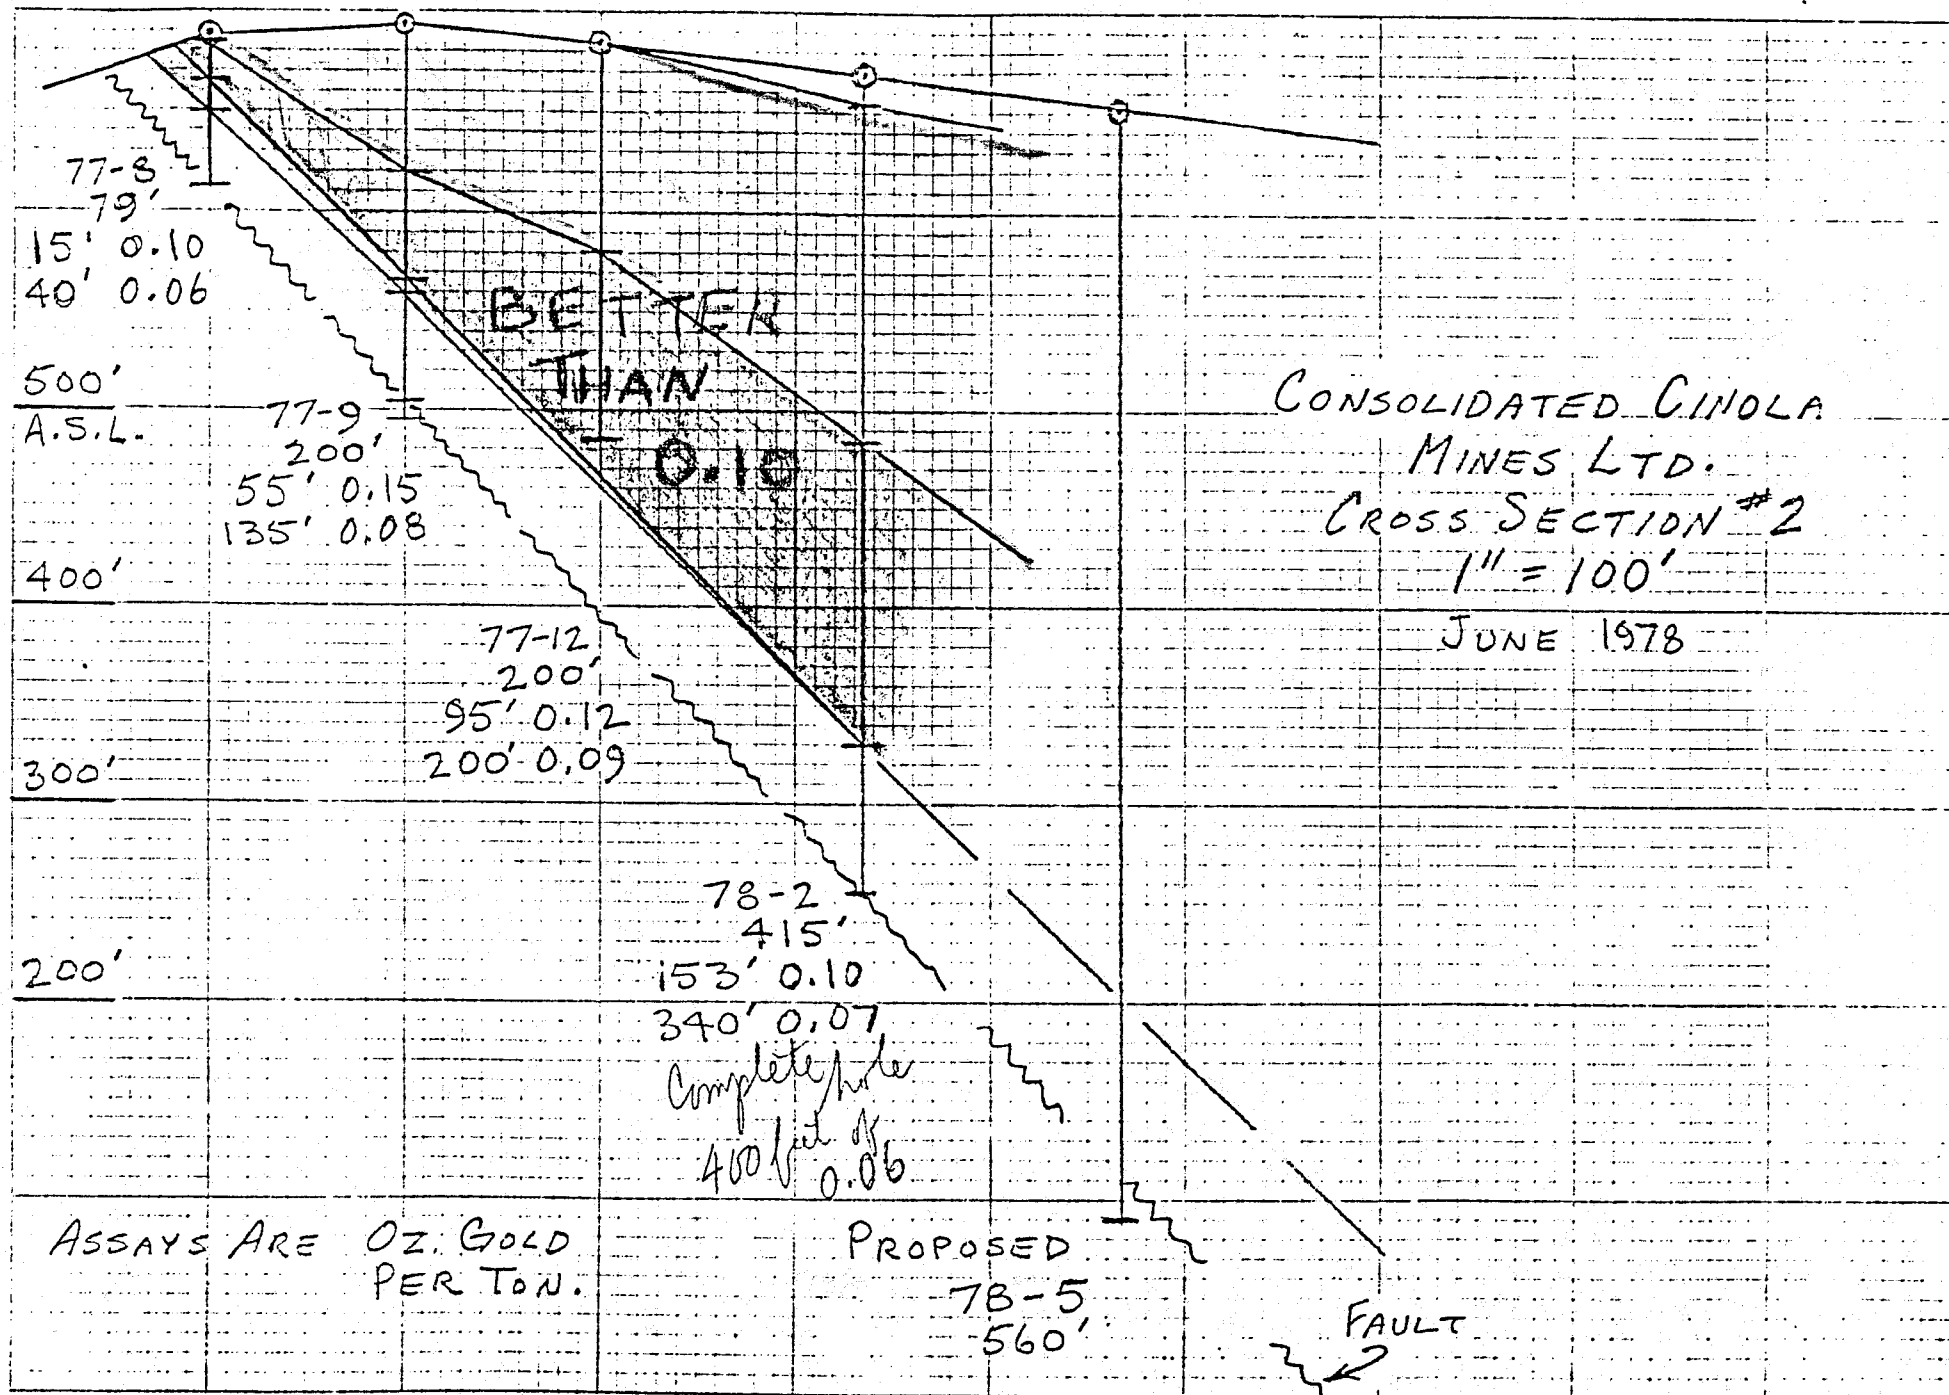 77-8
79'
15' 0.10
40' 0.06
500'
A.S.L.
77-9
200'
55' 0.15
135' 0.08
BETTER
THAN
0.10
CONSOLIDATED CINOLA
MINES LTD.
CROSS SECTION #2
1" = 100'
JUNE 1978
400'
77-12
200'
95' 0.12
200' 0.09
300'
78-2
415'
153' 0.10
340' 0.07
Complete hole
400 feet of
0.06
200'
ASSAYS ARE OZ. GOLD
PER TON.
PROPOSED
78-5
560'
FAULT